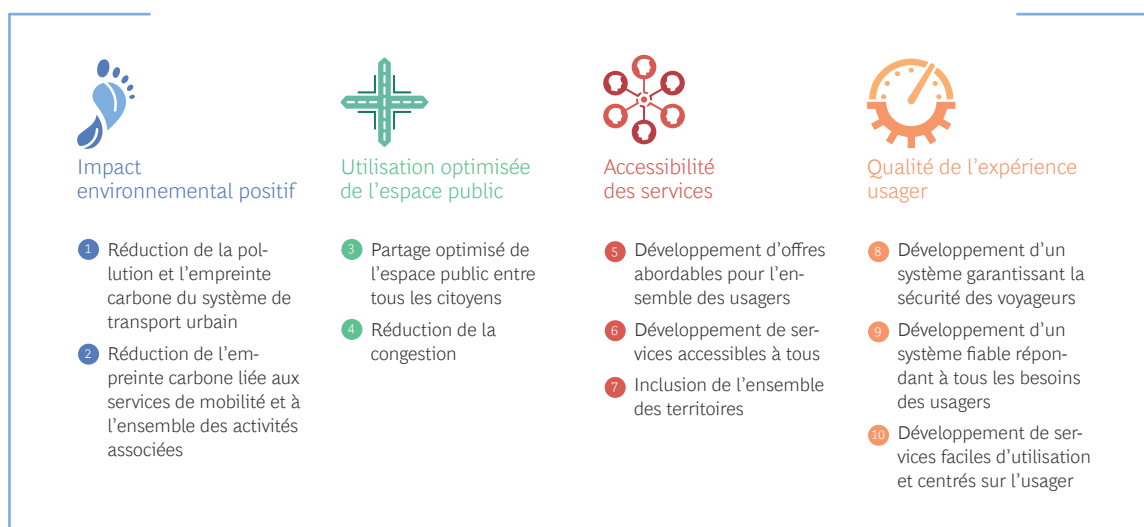 Impact
environnemental positif
1 Réduction de la pol-
lution et l’empreinte
carbone du système de
transport urbain
2 Réduction de l’em-
preinte carbone liée aux
services de mobilité et à
l’ensemble des activités
associées
Utilisation optimisée
de l’espace public
3 Partage optimisé de
l’espace public entre
tous les citoyens
4 Réduction de la
congestion
Accessibilité
des services
5 Développement d’offres
abordables pour l’en-
semble des usagers
6 Développement de ser-
vices accessibles à tous
7 Inclusion de l’ensemble
des territoires
Qualité de l’expérience
usager
8 Développement d’un
système garantissant la
sécurité des voyageurs
9 Développement d’un
système fiable répon-
dant à tous les besoins
des usagers
10 Développement de ser-
vices faciles d’utilisation
et centrés sur l’usager